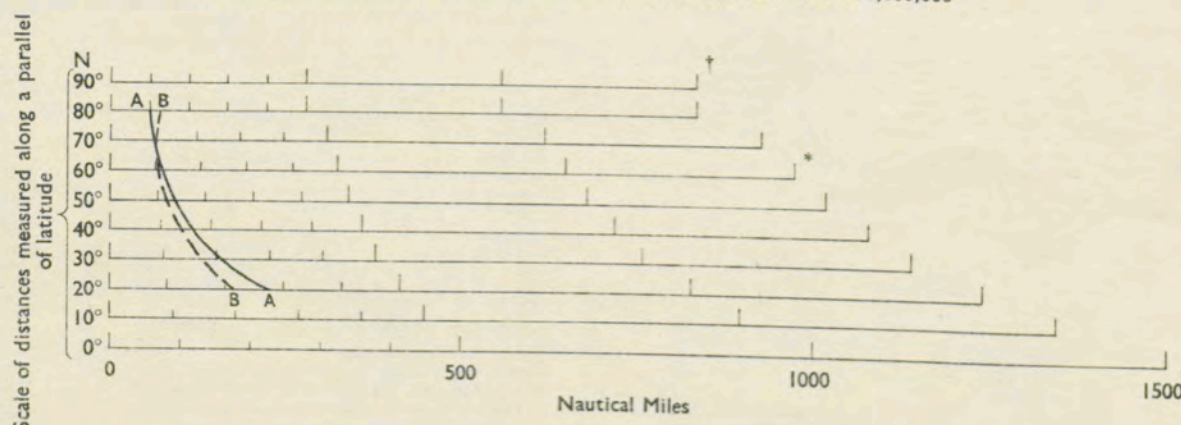 N
†
90°
A B
80°
70°
*
60°
50°
40°
30°
20°
B A
10°
0°
0 500 1000 1500
Nautical Miles
Scale of distances measured along a parallel
of latitude